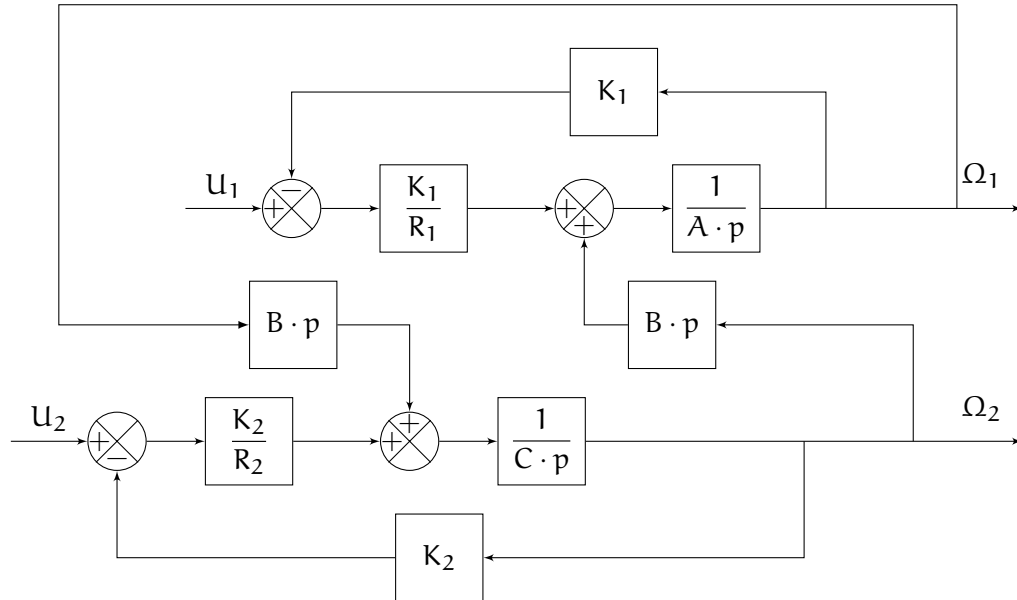 K₁
U₁
−
+
K₁
R₁
+
+
1
A · p
Ω₁
B · p
B · p
U₂
+
−
K₂
R₂
+
+
1
C · p
Ω₂
K₂